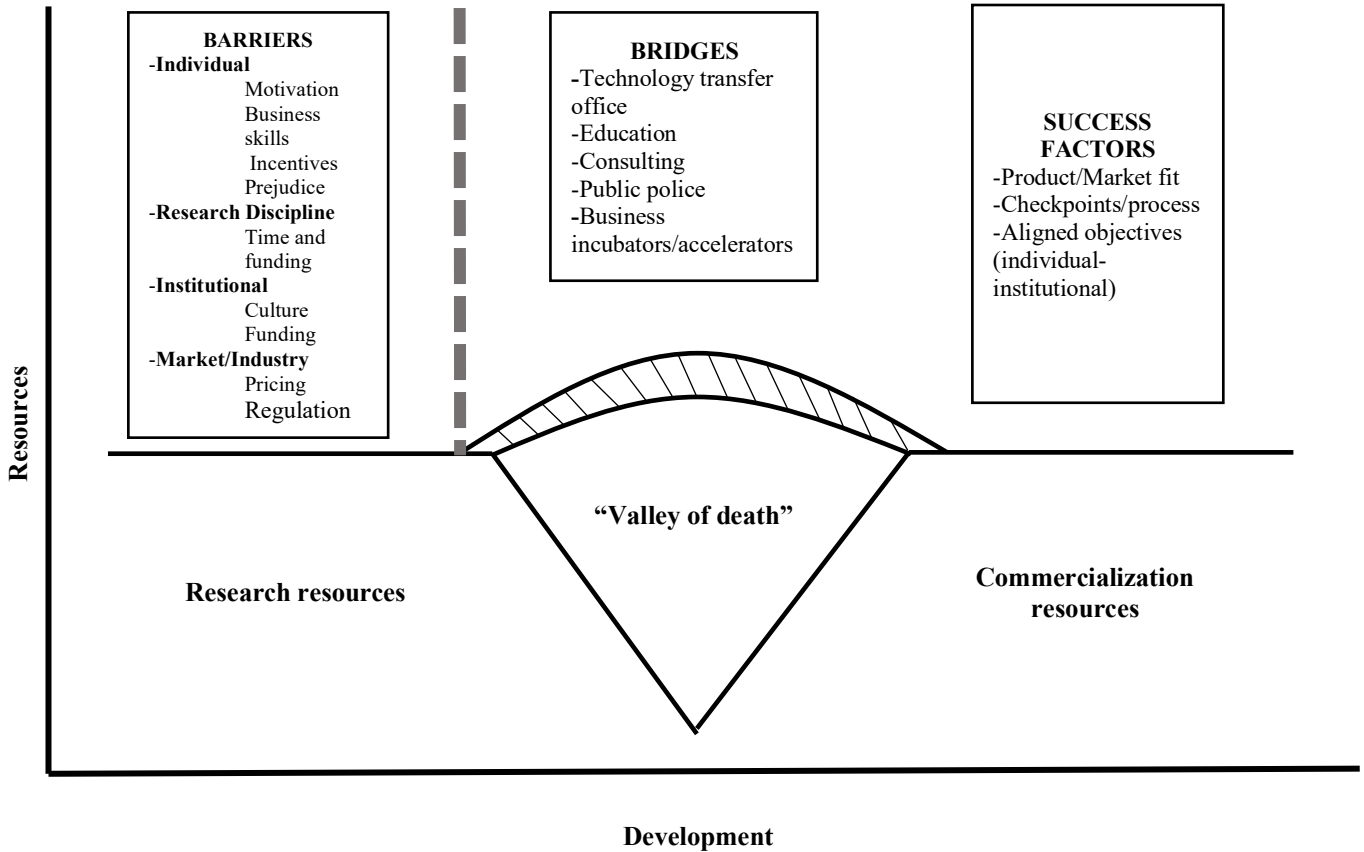 BARRIERS
-Individual
Motivation
Business
skills
Incentives
Prejudice
-Research Discipline
Time and
funding
-Institutional
Culture
Funding
-Market/Industry
Pricing
Regulation
BRIDGES
-Technology transfer
office
-Education
-Consulting
-Public police
-Business
incubators/accelerators
SUCCESS
FACTORS
-Product/Market fit
-Checkpoints/process
-Aligned objectives
(individual-
institutional)
Resources
“Valley of death”
Research resources
Commercialization
resources
Development